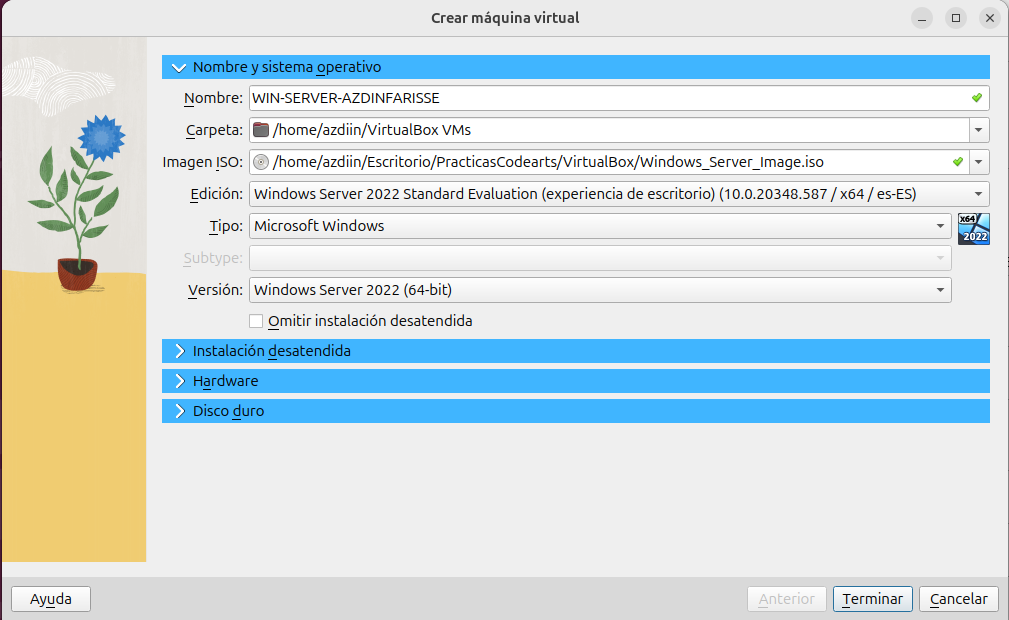 Crear máquina virtual
Nombre y sistema operativo
Nombre: WIN-SERVER-AZDINFARISSE
Carpeta: /home/azdiin/VirtualBox VMs
Imagen ISO: /home/azdiin/Escritorio/PracticasCodearts/VirtualBox/Windows_Server_Image.iso
Edición: Windows Server 2022 Standard Evaluation (experiencia de escritorio) (10.0.20348.587 / x64 / es-ES)
Tipo: Microsoft Windows
x64
2022
Subtype:
Versión: Windows Server 2022 (64-bit)
Omitir instalación desatendida
Instalación desatendida
Hardware
Disco duro
Ayuda Anterior Terminar Cancelar